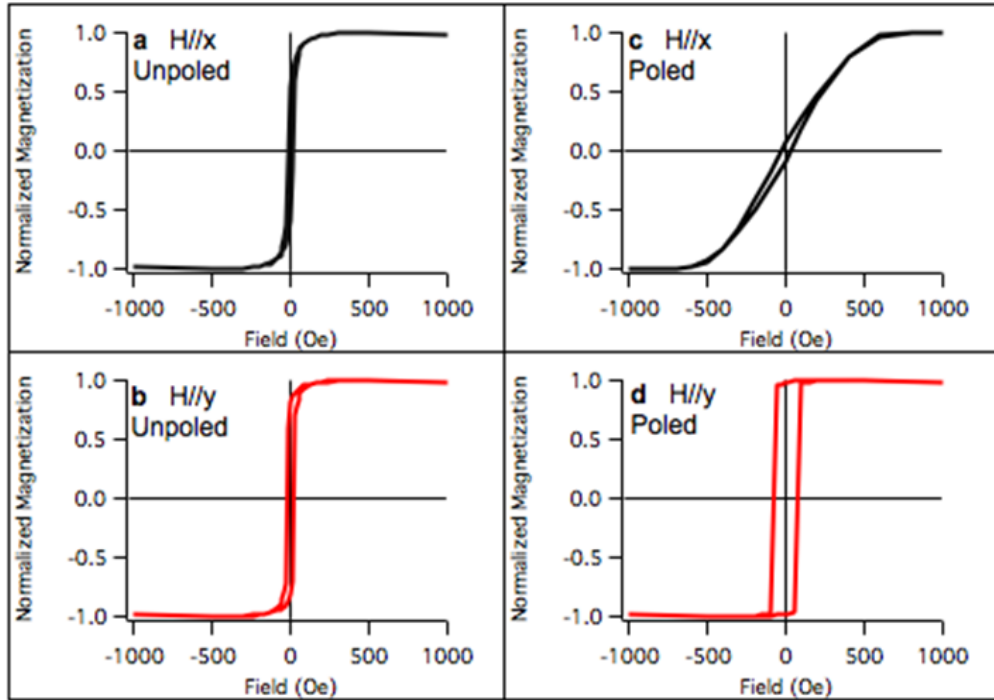 a H//x
Unpoled
Normalized Magnetization
1.0
0.5
0.0
-0.5
-1.0
-1000 -500 0 500 1000
Field (Oe)
c H//x
Poled
Normalized Magnetization
1.0
0.5
0.0
-0.5
-1.0
-1000 -500 0 500 1000
Field (Oe)
b H//y
Unpoled
Normalized Magnetization
1.0
0.5
0.0
-0.5
-1.0
-1000 -500 0 500 1000
Field (Oe)
d H//y
Poled
Normalized Magnetization
1.0
0.5
0.0
-0.5
-1.0
-1000 -500 0 500 1000
Field (Oe)